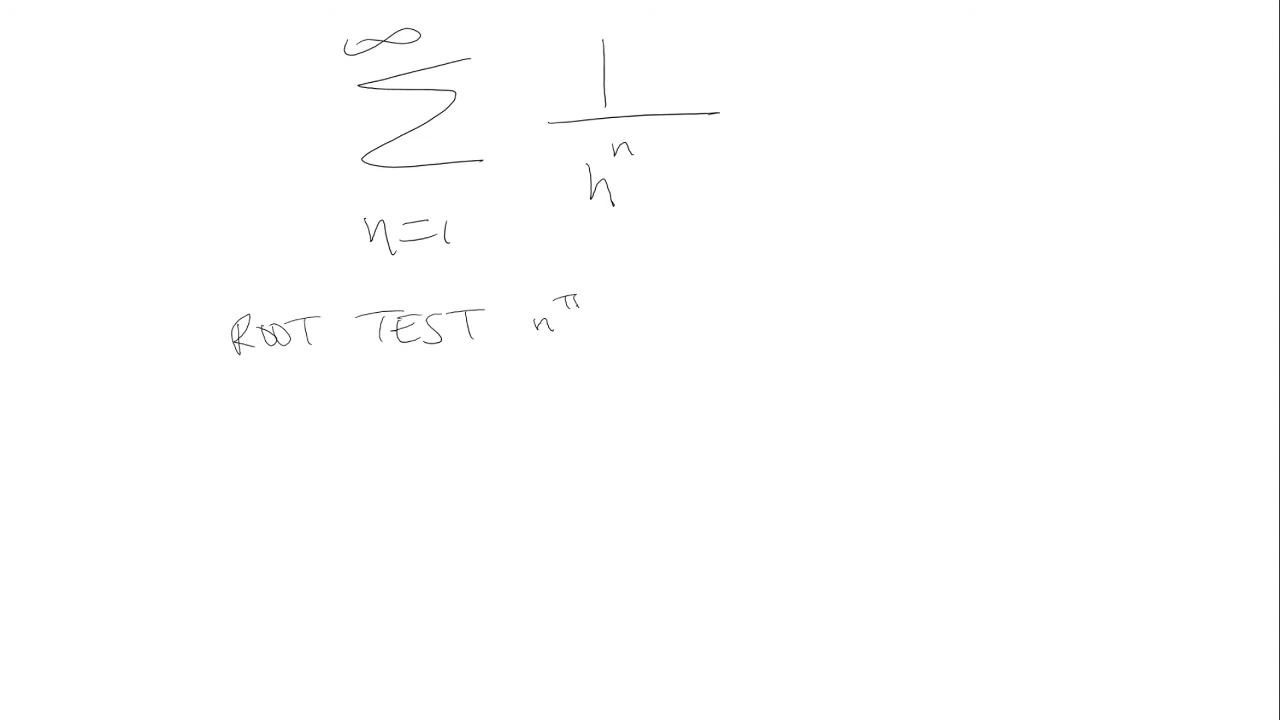 ∞
∑ 1/n^n
n=1
ROOT TEST n^π